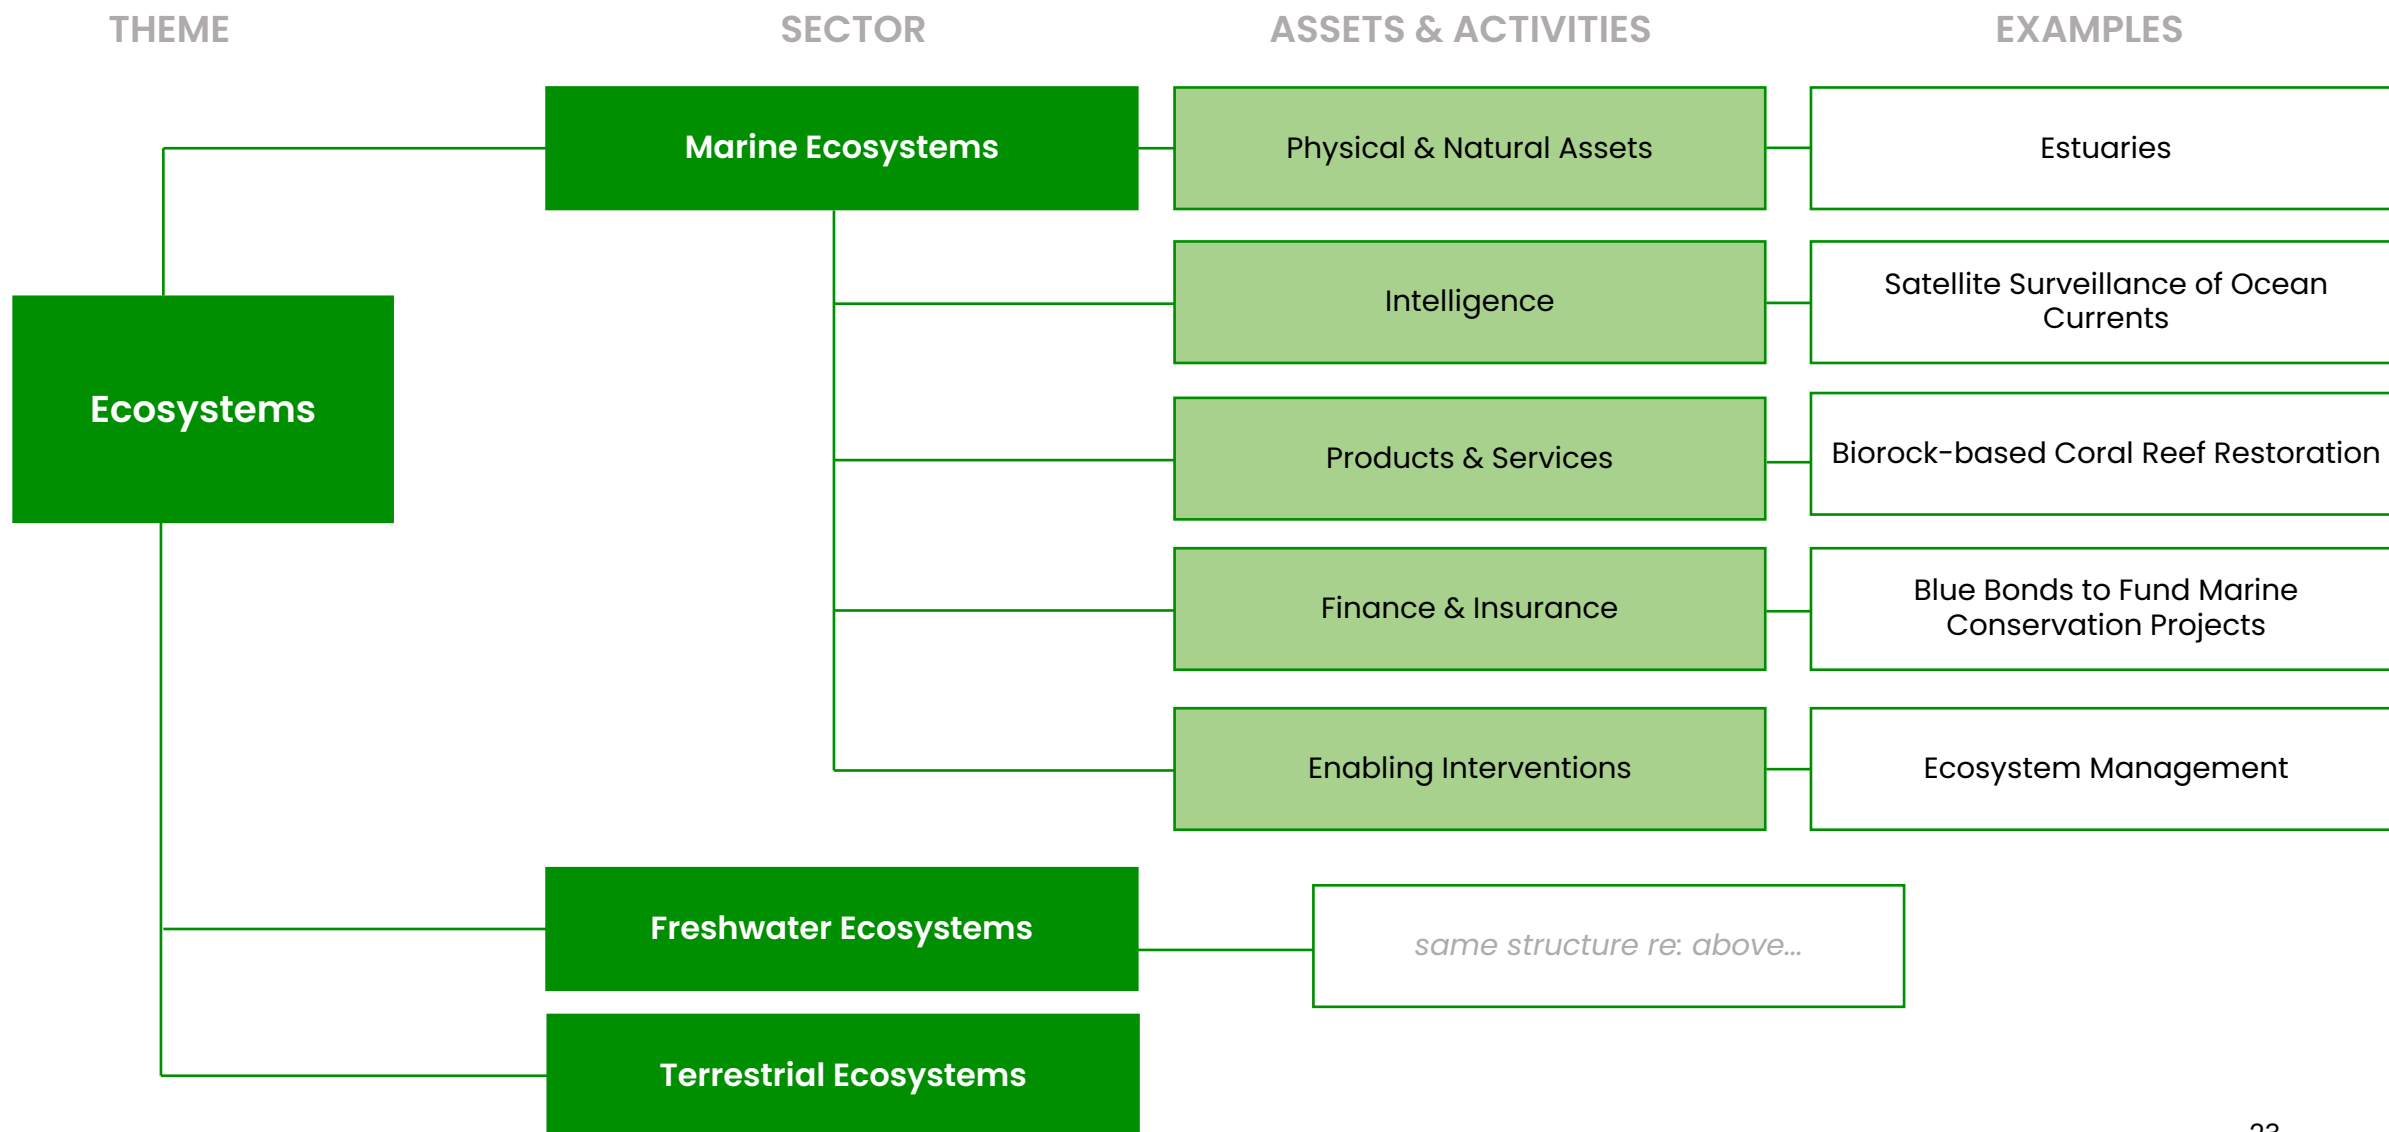 THEME
SECTOR
ASSETS & ACTIVITIES
EXAMPLES
Marine Ecosystems
Physical & Natural Assets
Estuaries
Intelligence
Satellite Surveillance of Ocean
Currents
Ecosystems
Products & Services
Biorock-based Coral Reef Restoration
Finance & Insurance
Blue Bonds to Fund Marine
Conservation Projects
Enabling Interventions
Ecosystem Management
Freshwater Ecosystems
same structure re: above...
Terrestrial Ecosystems
23